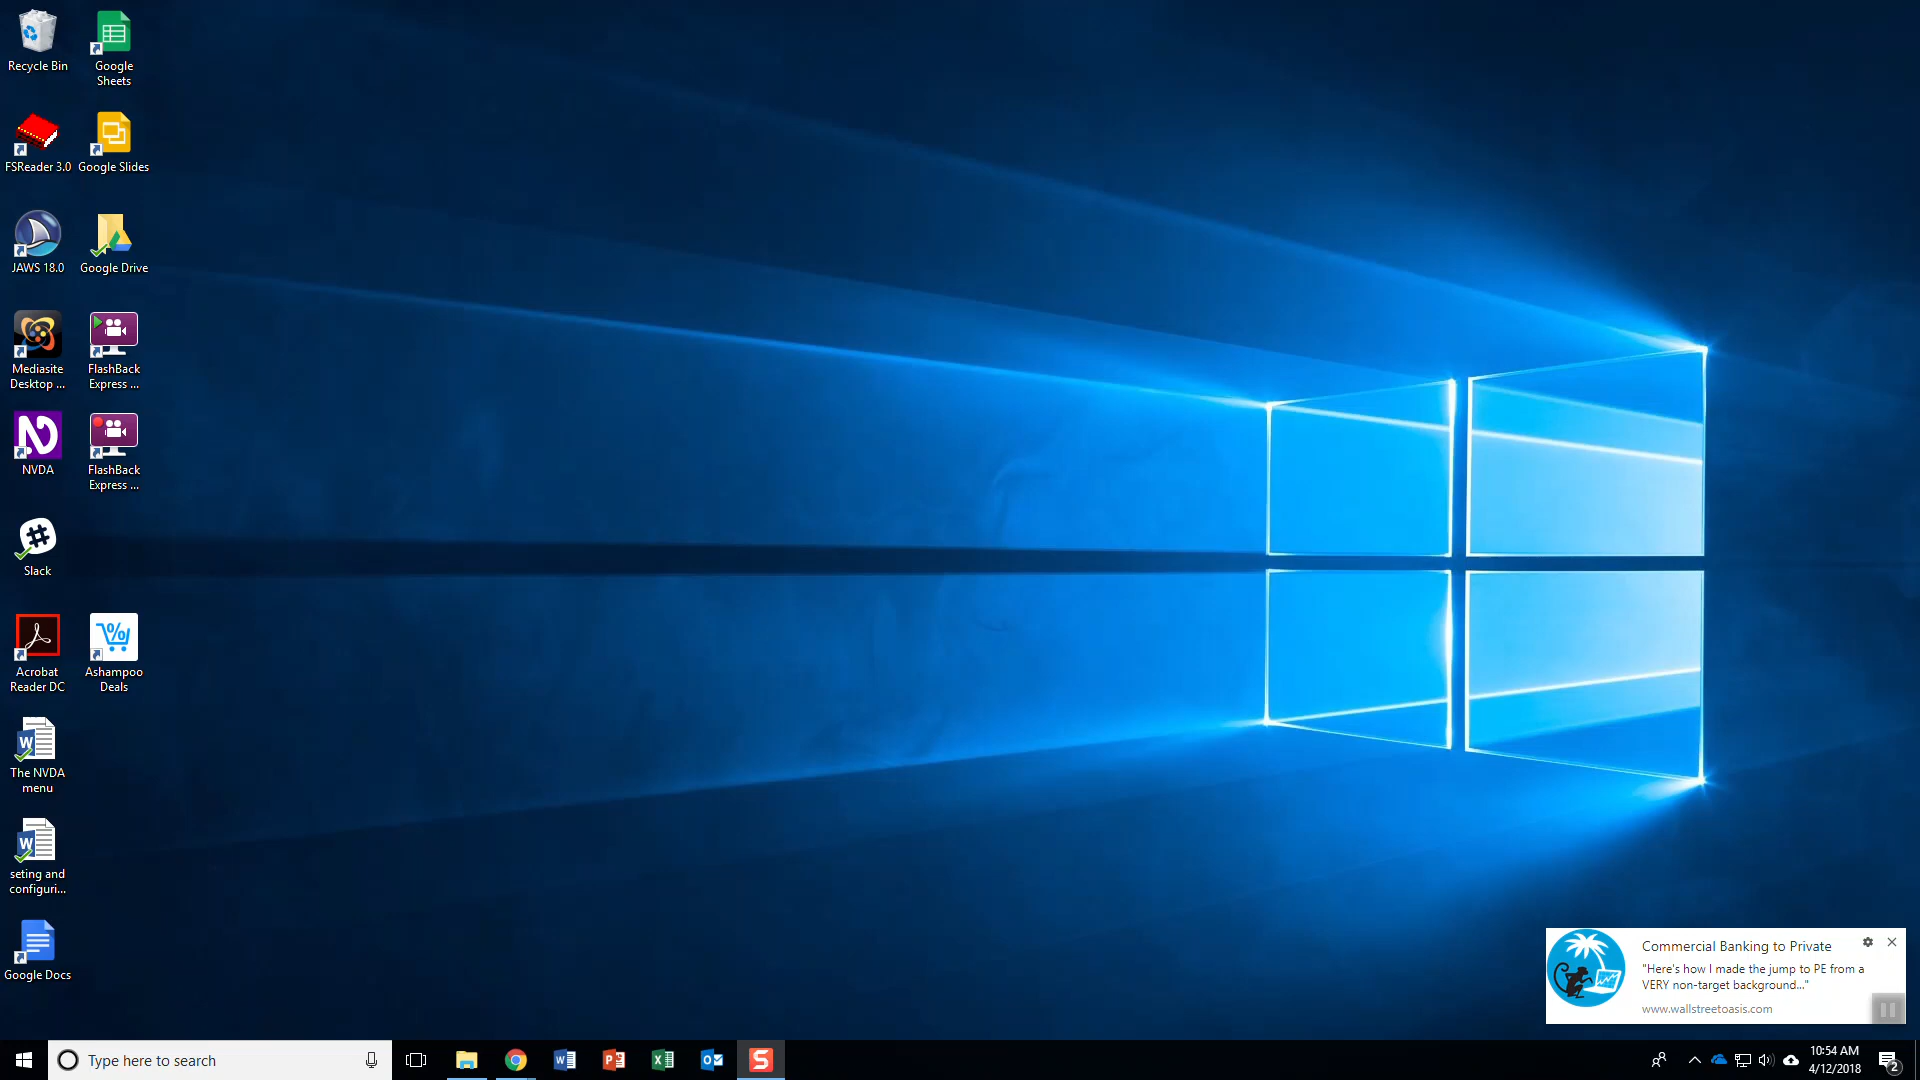 Recycle Bin
Google
Sheets
FSReader 3.0
Google Slides
JAWS 18.0
Google Drive
Mediasite
Desktop ...
FlashBack
Express ...
NVDA
FlashBack
Express ...
Slack
Acrobat
Reader DC
%
Ashampoo
Deals
W
The NVDA
menu
W
seting and
configuri...
Google Docs
Commercial Banking to Private
"Here's how I made the jump to PE from a
VERY non-target background..."
www.wallstreetoasis.com
Type here to search
10:54 AM
4/12/2018
2